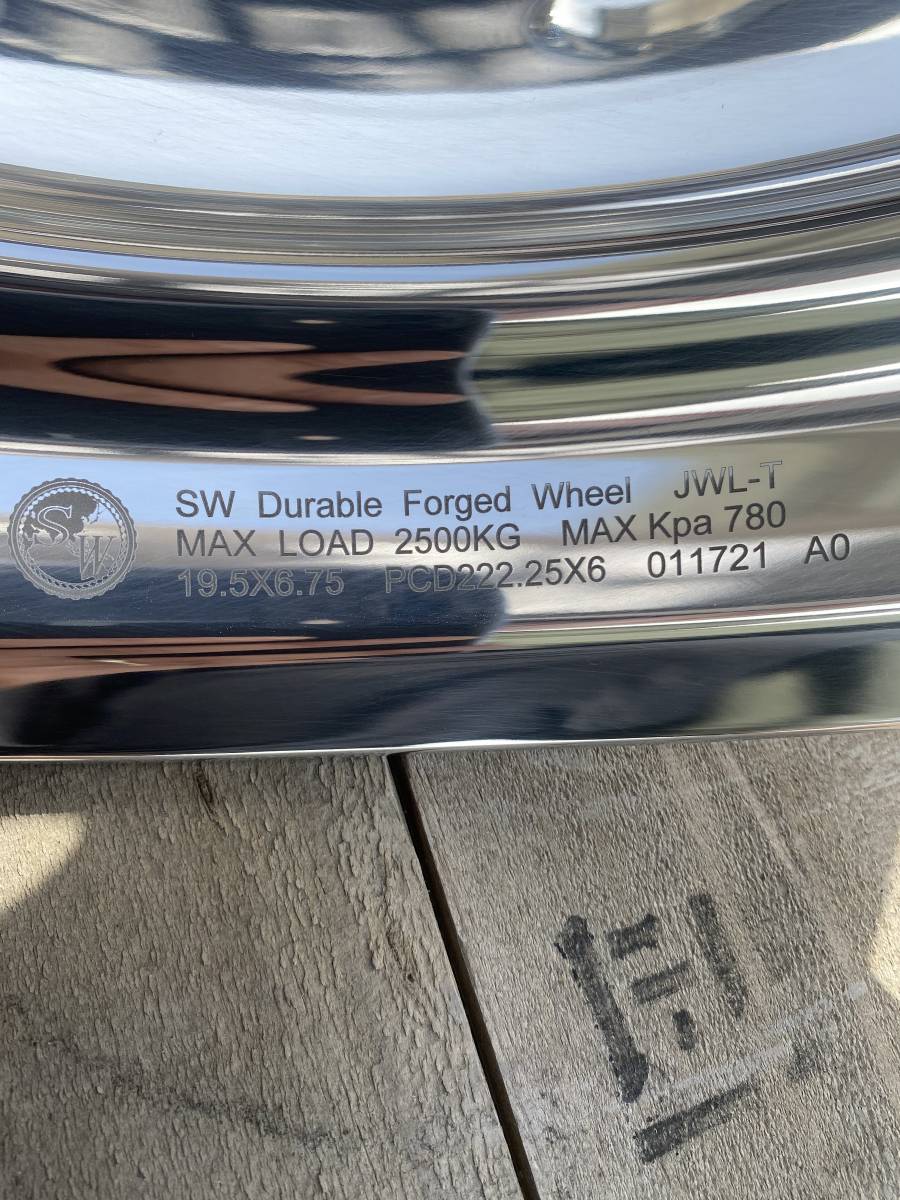 SW
SW Durable Forged Wheel JWL-T
MAX LOAD 2500KG MAX Kpa 780
19.5X6.75 PCD222.25X6 011721 A0